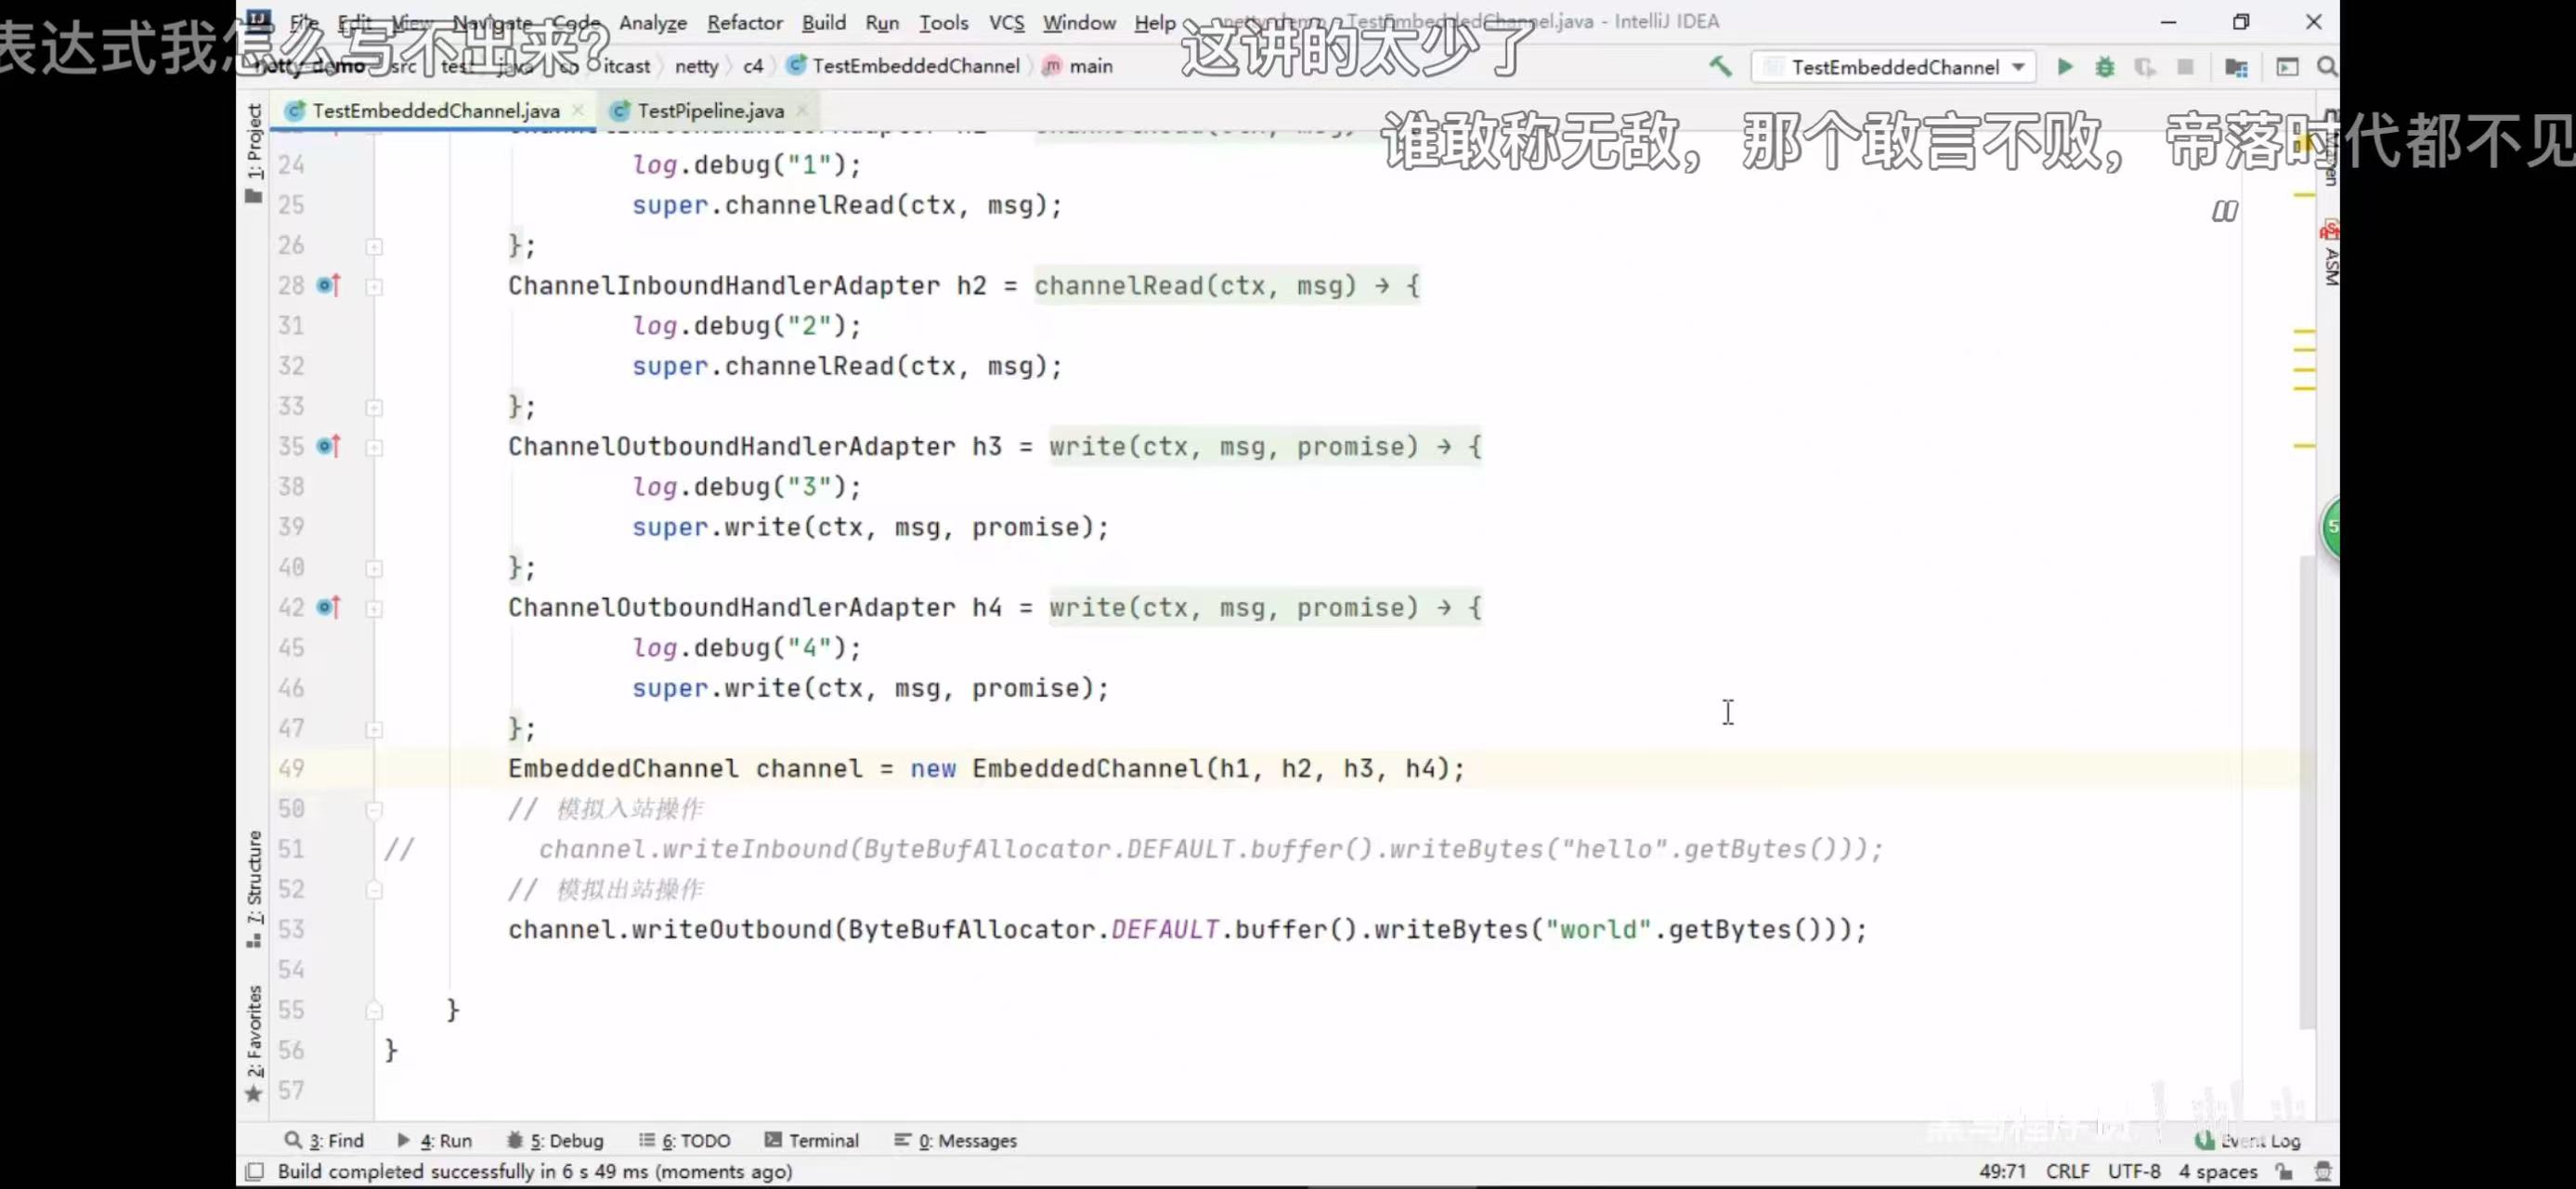 File Edit View Navigate Code Analyze Refactor Build Run Tools VCS Window Help TestEmbeddedChannel.java - IntelliJ IDEA
表达式我怎么写不出来?
这讲的太少了
netty-demo src test java itcast netty c4 TestEmbeddedChannel main
TestEmbeddedChannel
TestEmbeddedChannel.java TestPipeline.java
谁敢称无敌，那个敢言不败，帝落时代都不见
"
1: Project
24 log.debug("1");
25 super.channelRead(ctx, msg);
26 };
28 ChannelInboundHandlerAdapter h2 = channelRead(ctx, msg) → {
31 log.debug("2");
32 super.channelRead(ctx, msg);
33 };
35 ChannelOutboundHandlerAdapter h3 = write(ctx, msg, promise) → {
38 log.debug("3");
39 super.write(ctx, msg, promise);
40 };
42 ChannelOutboundHandlerAdapter h4 = write(ctx, msg, promise) → {
45 log.debug("4");
46 super.write(ctx, msg, promise);
47 };
49 EmbeddedChannel channel = new EmbeddedChannel(h1, h2, h3, h4);
50 // 模拟入站操作
51 // channel.writeInbound(ByteBufAllocator.DEFAULT.buffer().writeBytes("hello".getBytes()));
52 // 模拟出站操作
53 channel.writeOutbound(ByteBufAllocator.DEFAULT.buffer().writeBytes("world".getBytes()));
54
55 }
56 }
57
7: Structure
2: Favorites
ASM
5
3: Find 4: Run 5: Debug 6: TODO Terminal 0: Messages Event Log
Build completed successfully in 6 s 49 ms (moments ago) 49:71 CRLF UTF-8 4 spaces